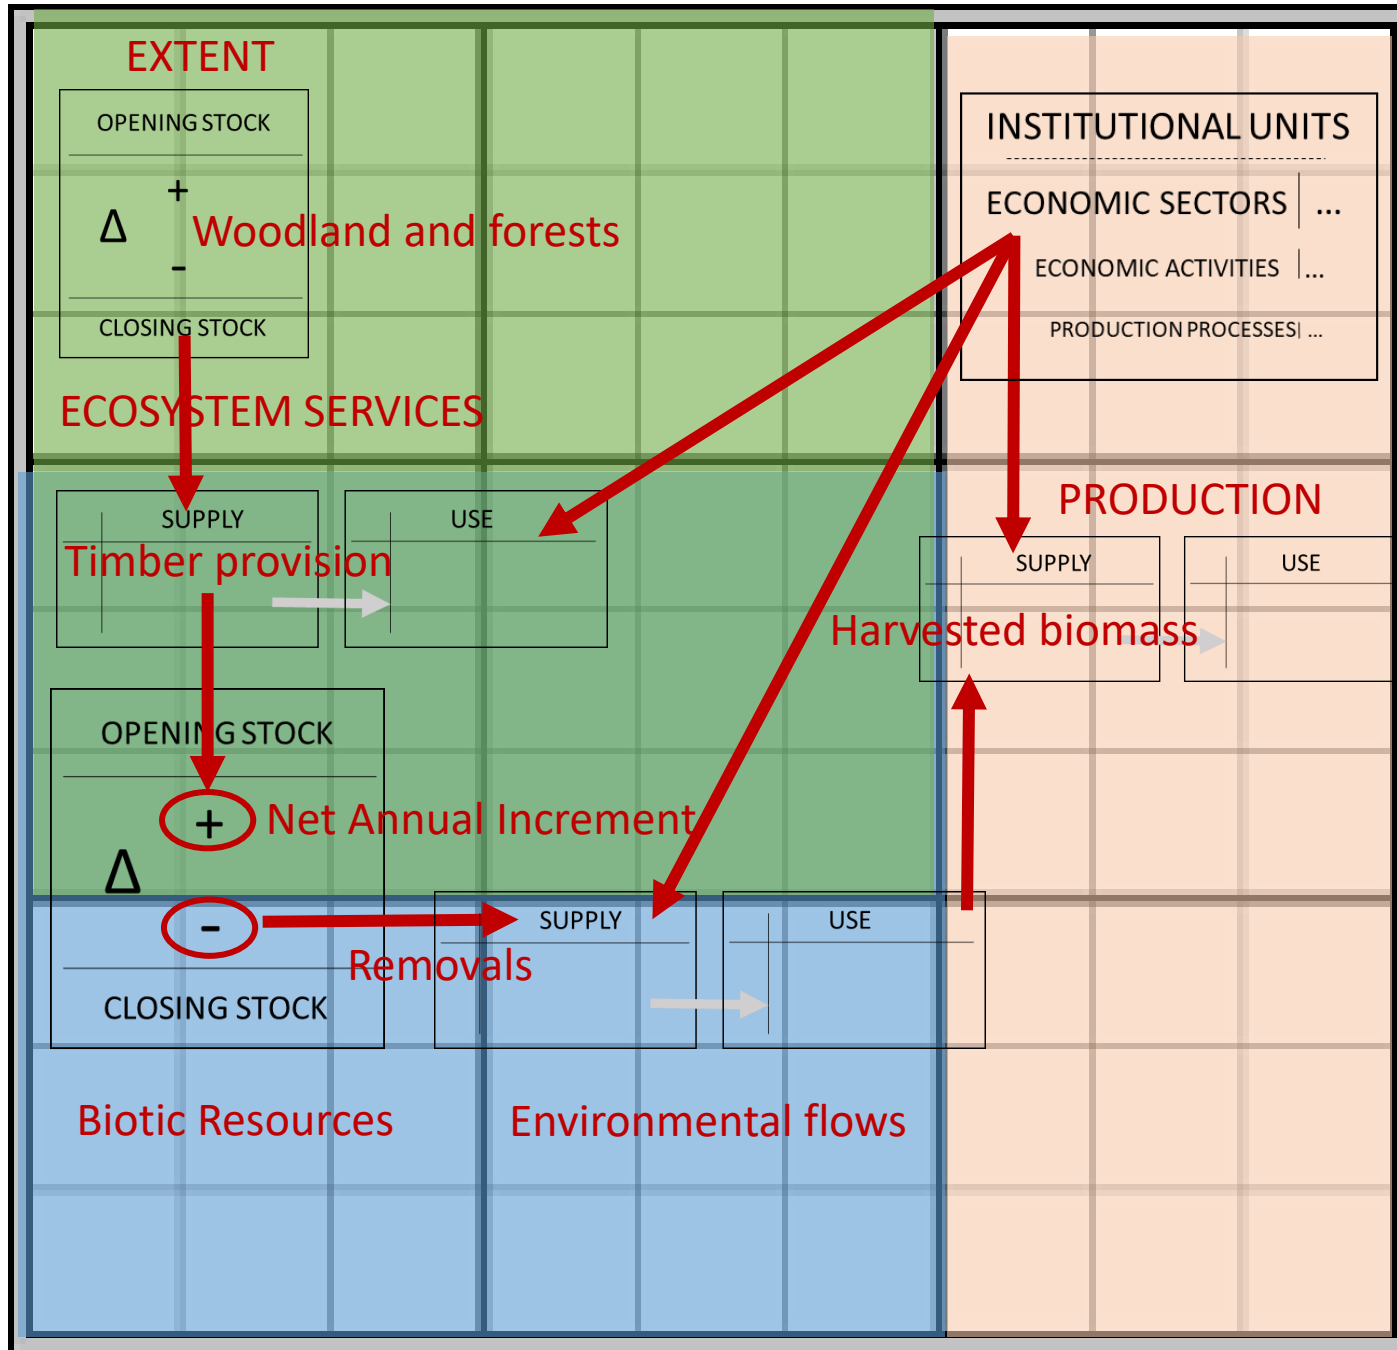 EXTENT
OPENING STOCK
+
Δ
Woodland and forests
-
CLOSING STOCK
INSTITUTIONAL UNITS
ECONOMIC SECTORS ...
ECONOMIC ACTIVITIES ...
PRODUCTION PROCESSES ...
ECOSYSTEM SERVICES
SUPPLY
USE
Timber provision
PRODUCTION
SUPPLY
USE
Harvested biomass
OPENING STOCK
+
Net Annual Increment
Δ
-
Removals
CLOSING STOCK
SUPPLY
USE
Biotic Resources
Environmental flows